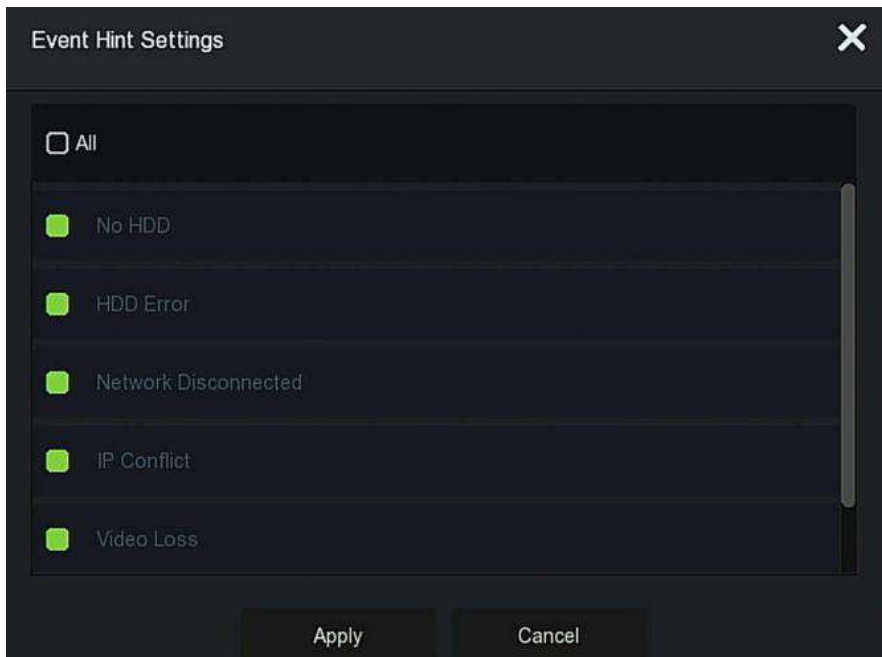 Event Hint Settings
All
No HDD
HDD Error
Network Disconnected
IP Conflict
Video Loss
Apply
Cancel